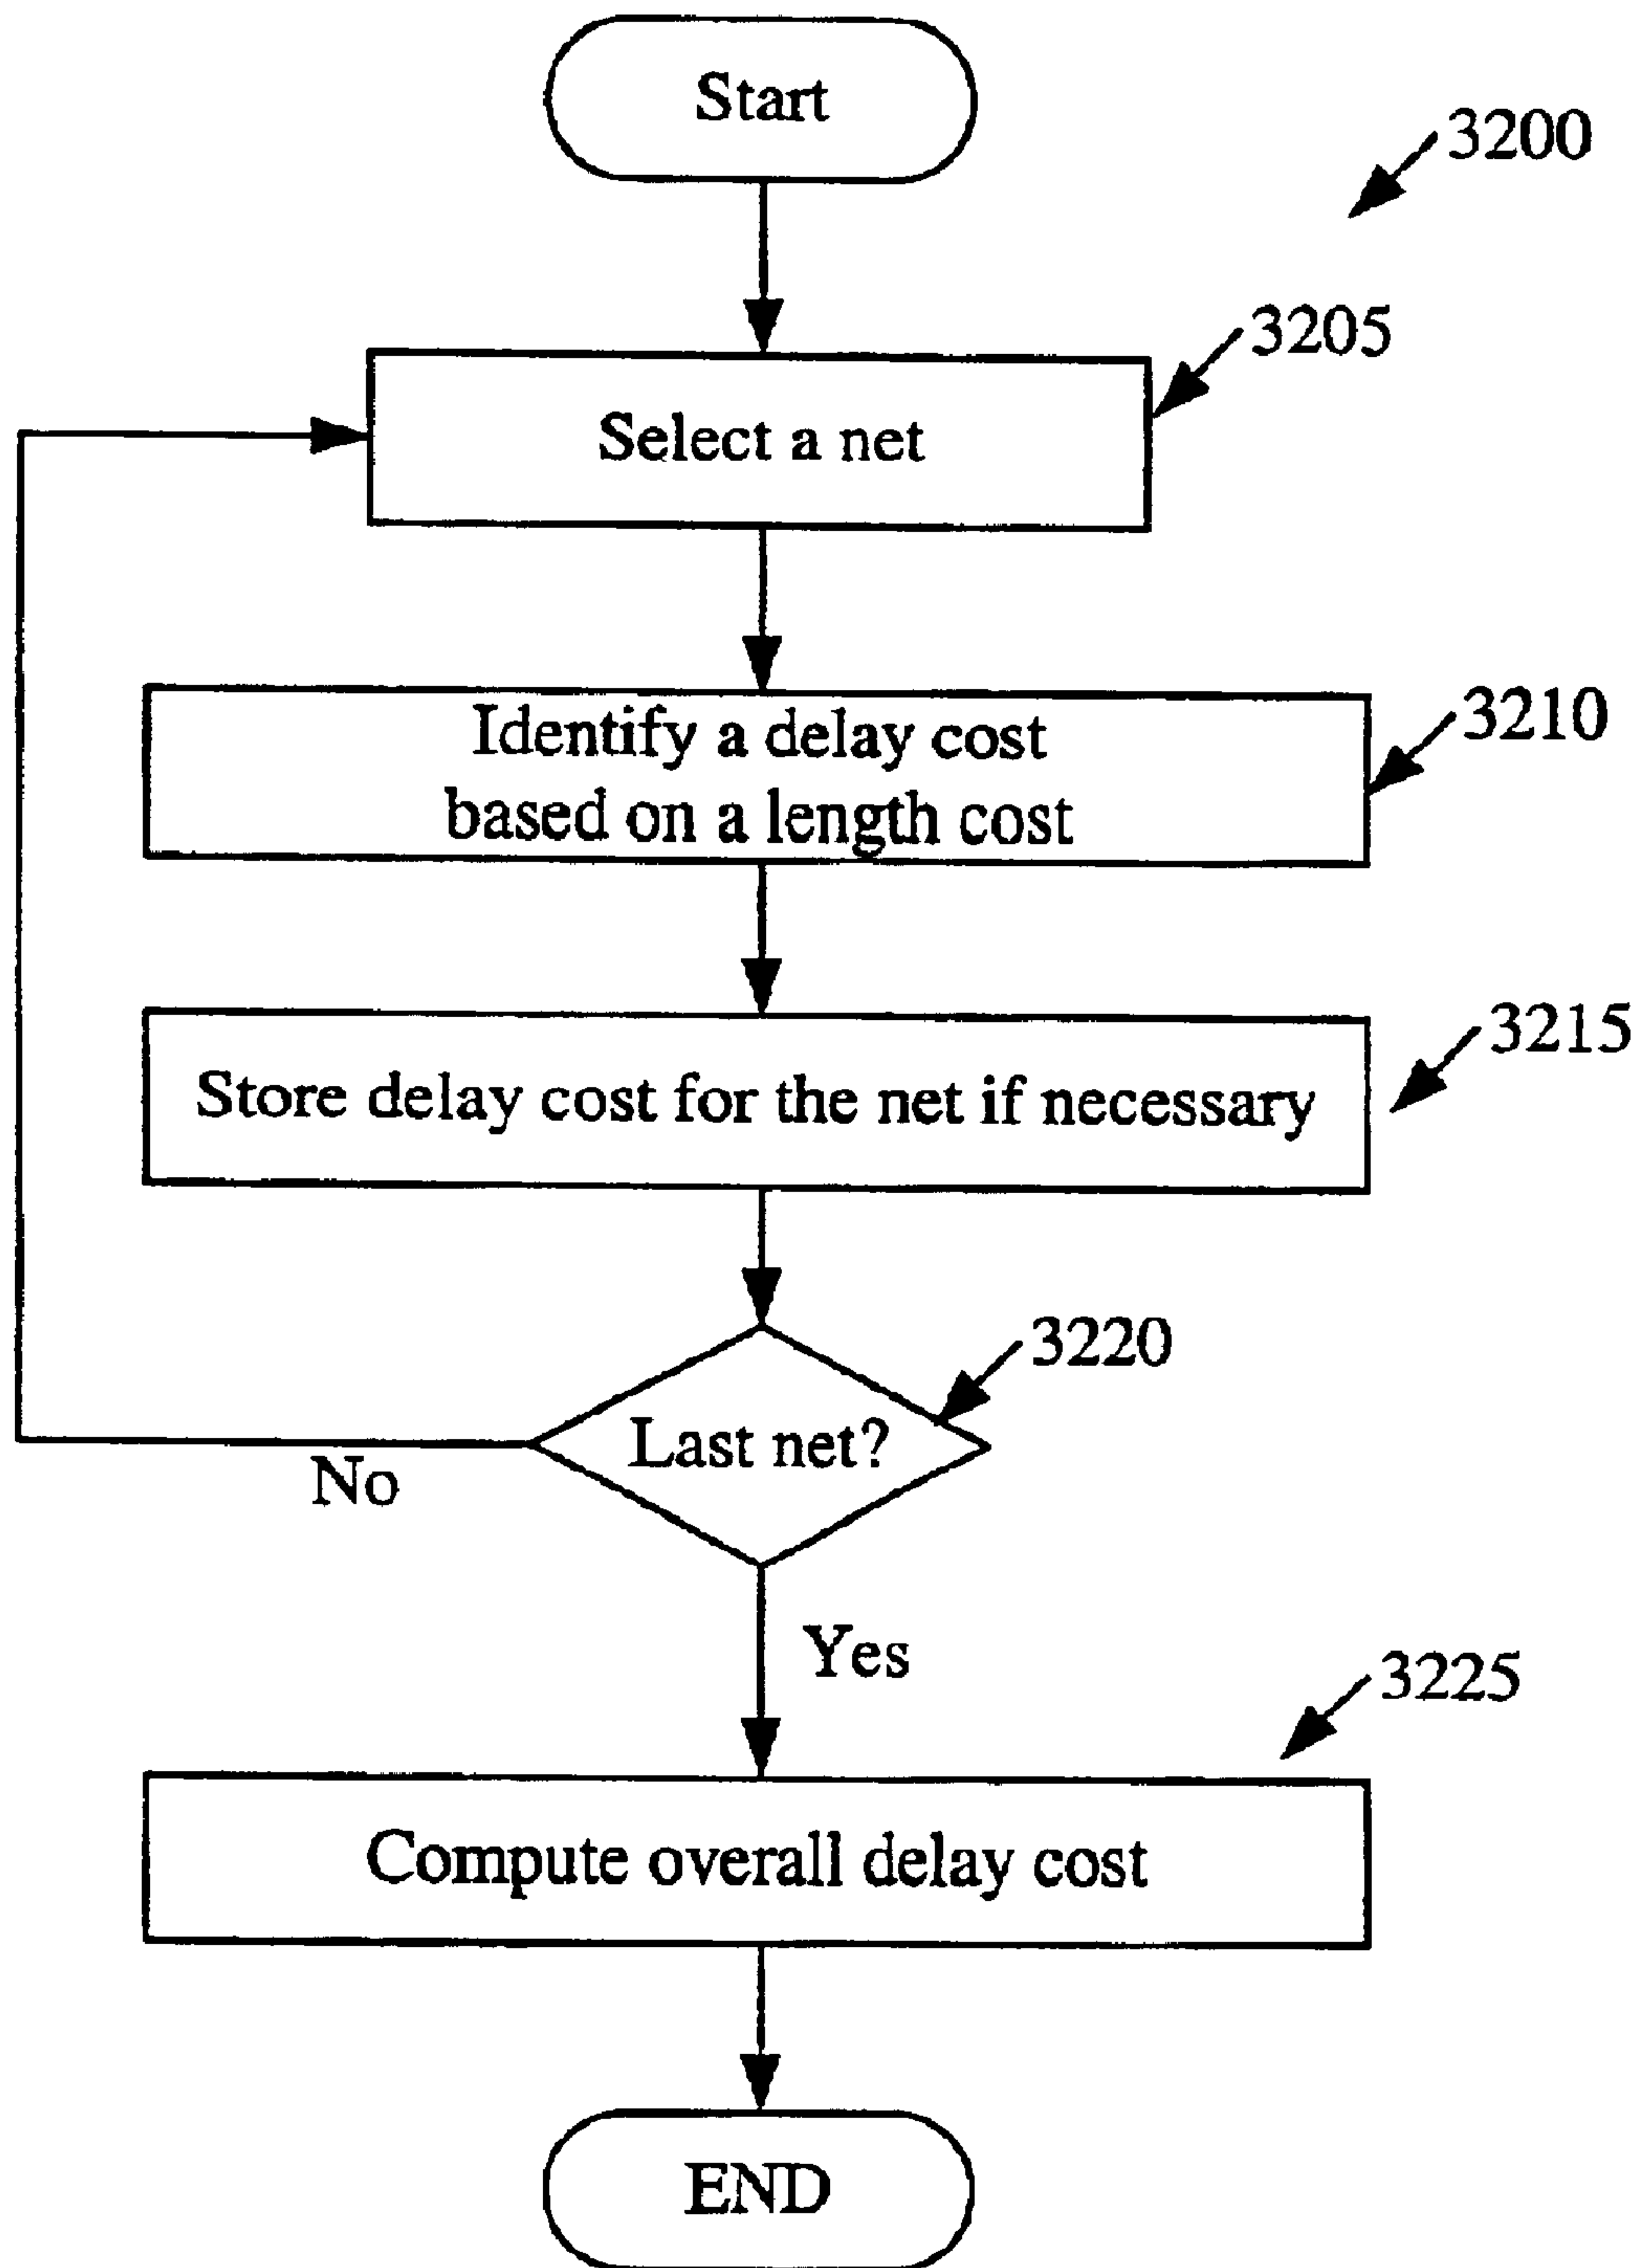 Start
3200
3205
Select a net
3210
Identify a delay cost
based on a length cost
3215
Store delay cost for the net if necessary
3220
Last net?
No
Yes
3225
Compute overall delay cost
END